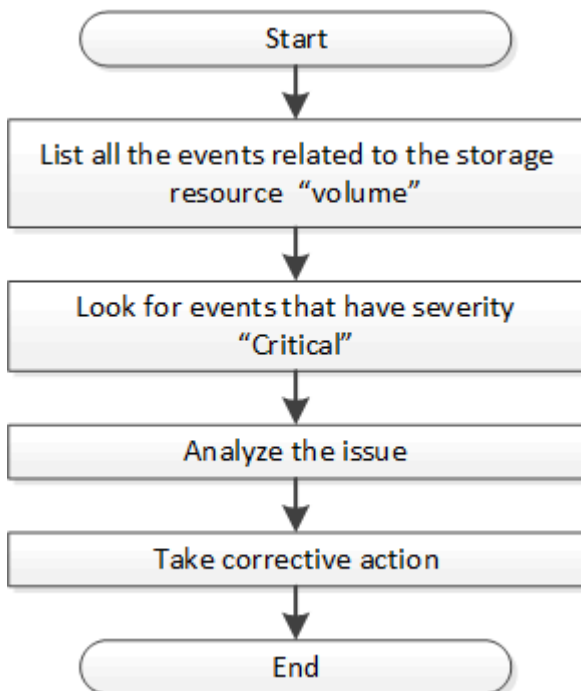 Start
List all the events related to the storage
resource “volume”
Look for events that have severity
“Critical”
Analyze the issue
Take corrective action
End